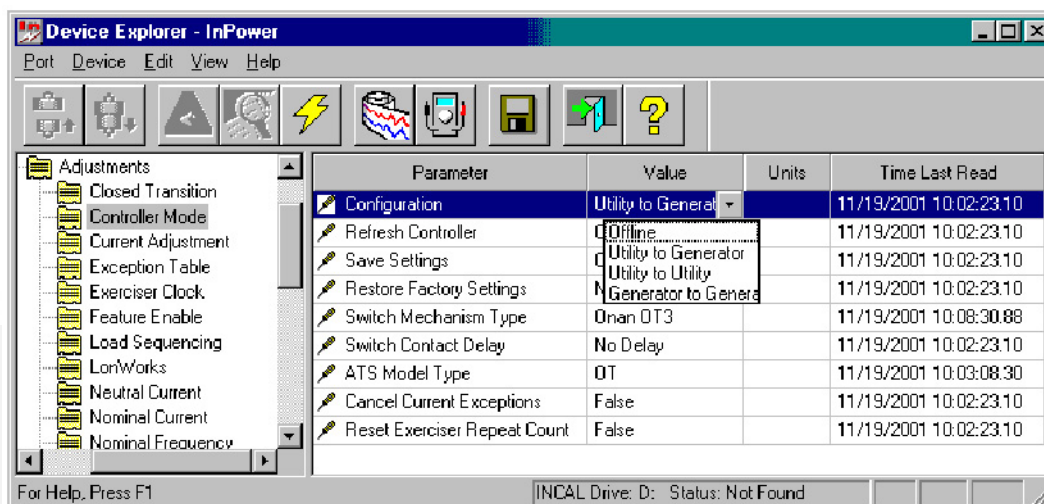 Device Explorer - InPower
Port Device Edit View Help
Adjustments
Closed Transition
Controller Mode
Current Adjustment
Exception Table
Exerciser Clock
Feature Enable
Load Sequencing
LonWorks
Neutral Current
Nominal Current
Nominal Frequency
Parameter Value Units Time Last Read
Configuration Utility to Generat 11/19/2001 10:02:23.10
Refresh Controller 11/19/2001 10:02:23.10
Save Settings 11/19/2001 10:02:23.10
Restore Factory Settings N 11/19/2001 10:02:23.10
Offline
Utility to Generator
Utility to Utility
Generator to Genera
Switch Mechanism Type Onan OT3 11/19/2001 10:08:30.88
Switch Contact Delay No Delay 11/19/2001 10:02:23.10
ATS Model Type OT 11/19/2001 10:03:08.30
Cancel Current Exceptions False 11/19/2001 10:02:23.10
Reset Exerciser Repeat Count False 11/19/2001 10:02:23.10
For Help, Press F1 INCAL Drive: D: Status: Not Found